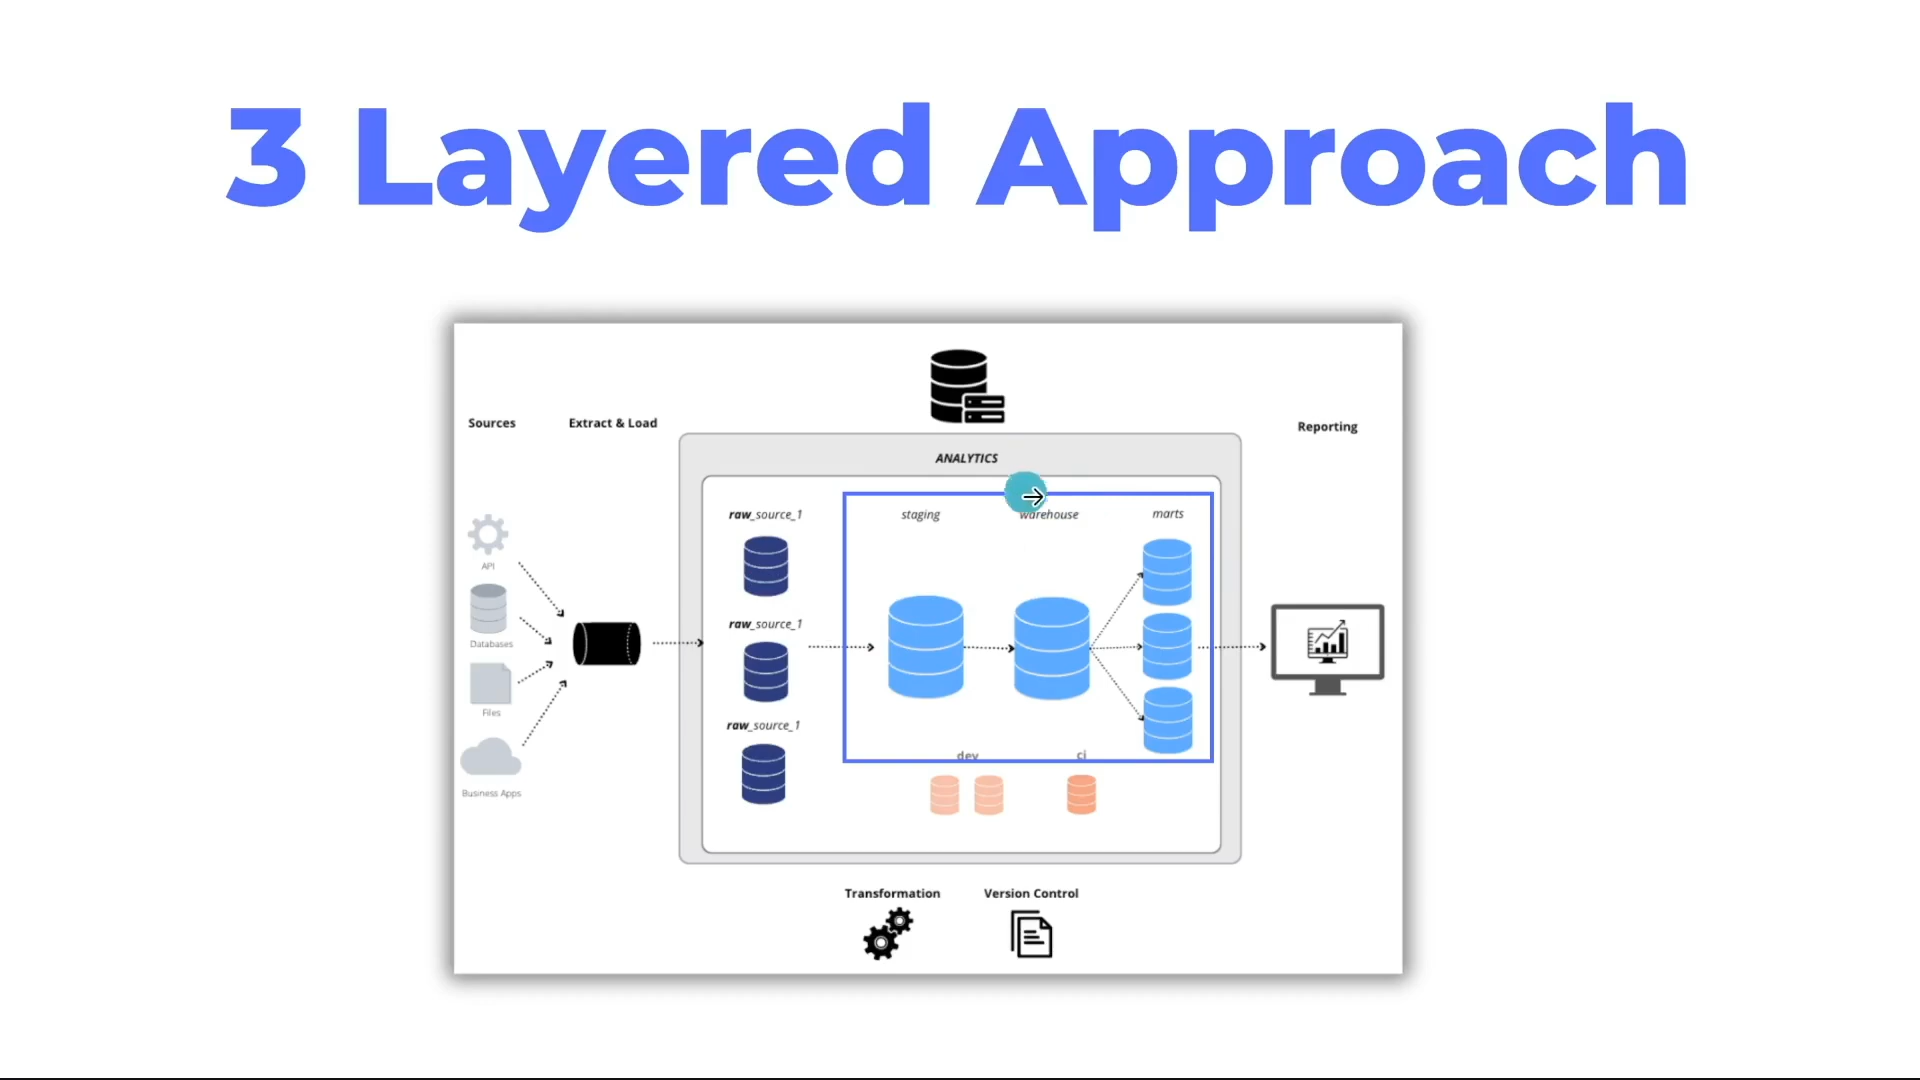 3 Layered Approach
Sources
Extract & Load
Reporting
ANALYTICS
raw_source_1
staging
warehouse
marts
API
raw_source_1
Databases
Files
raw_source_1
dev
ci
Business Apps
Transformation
Version Control